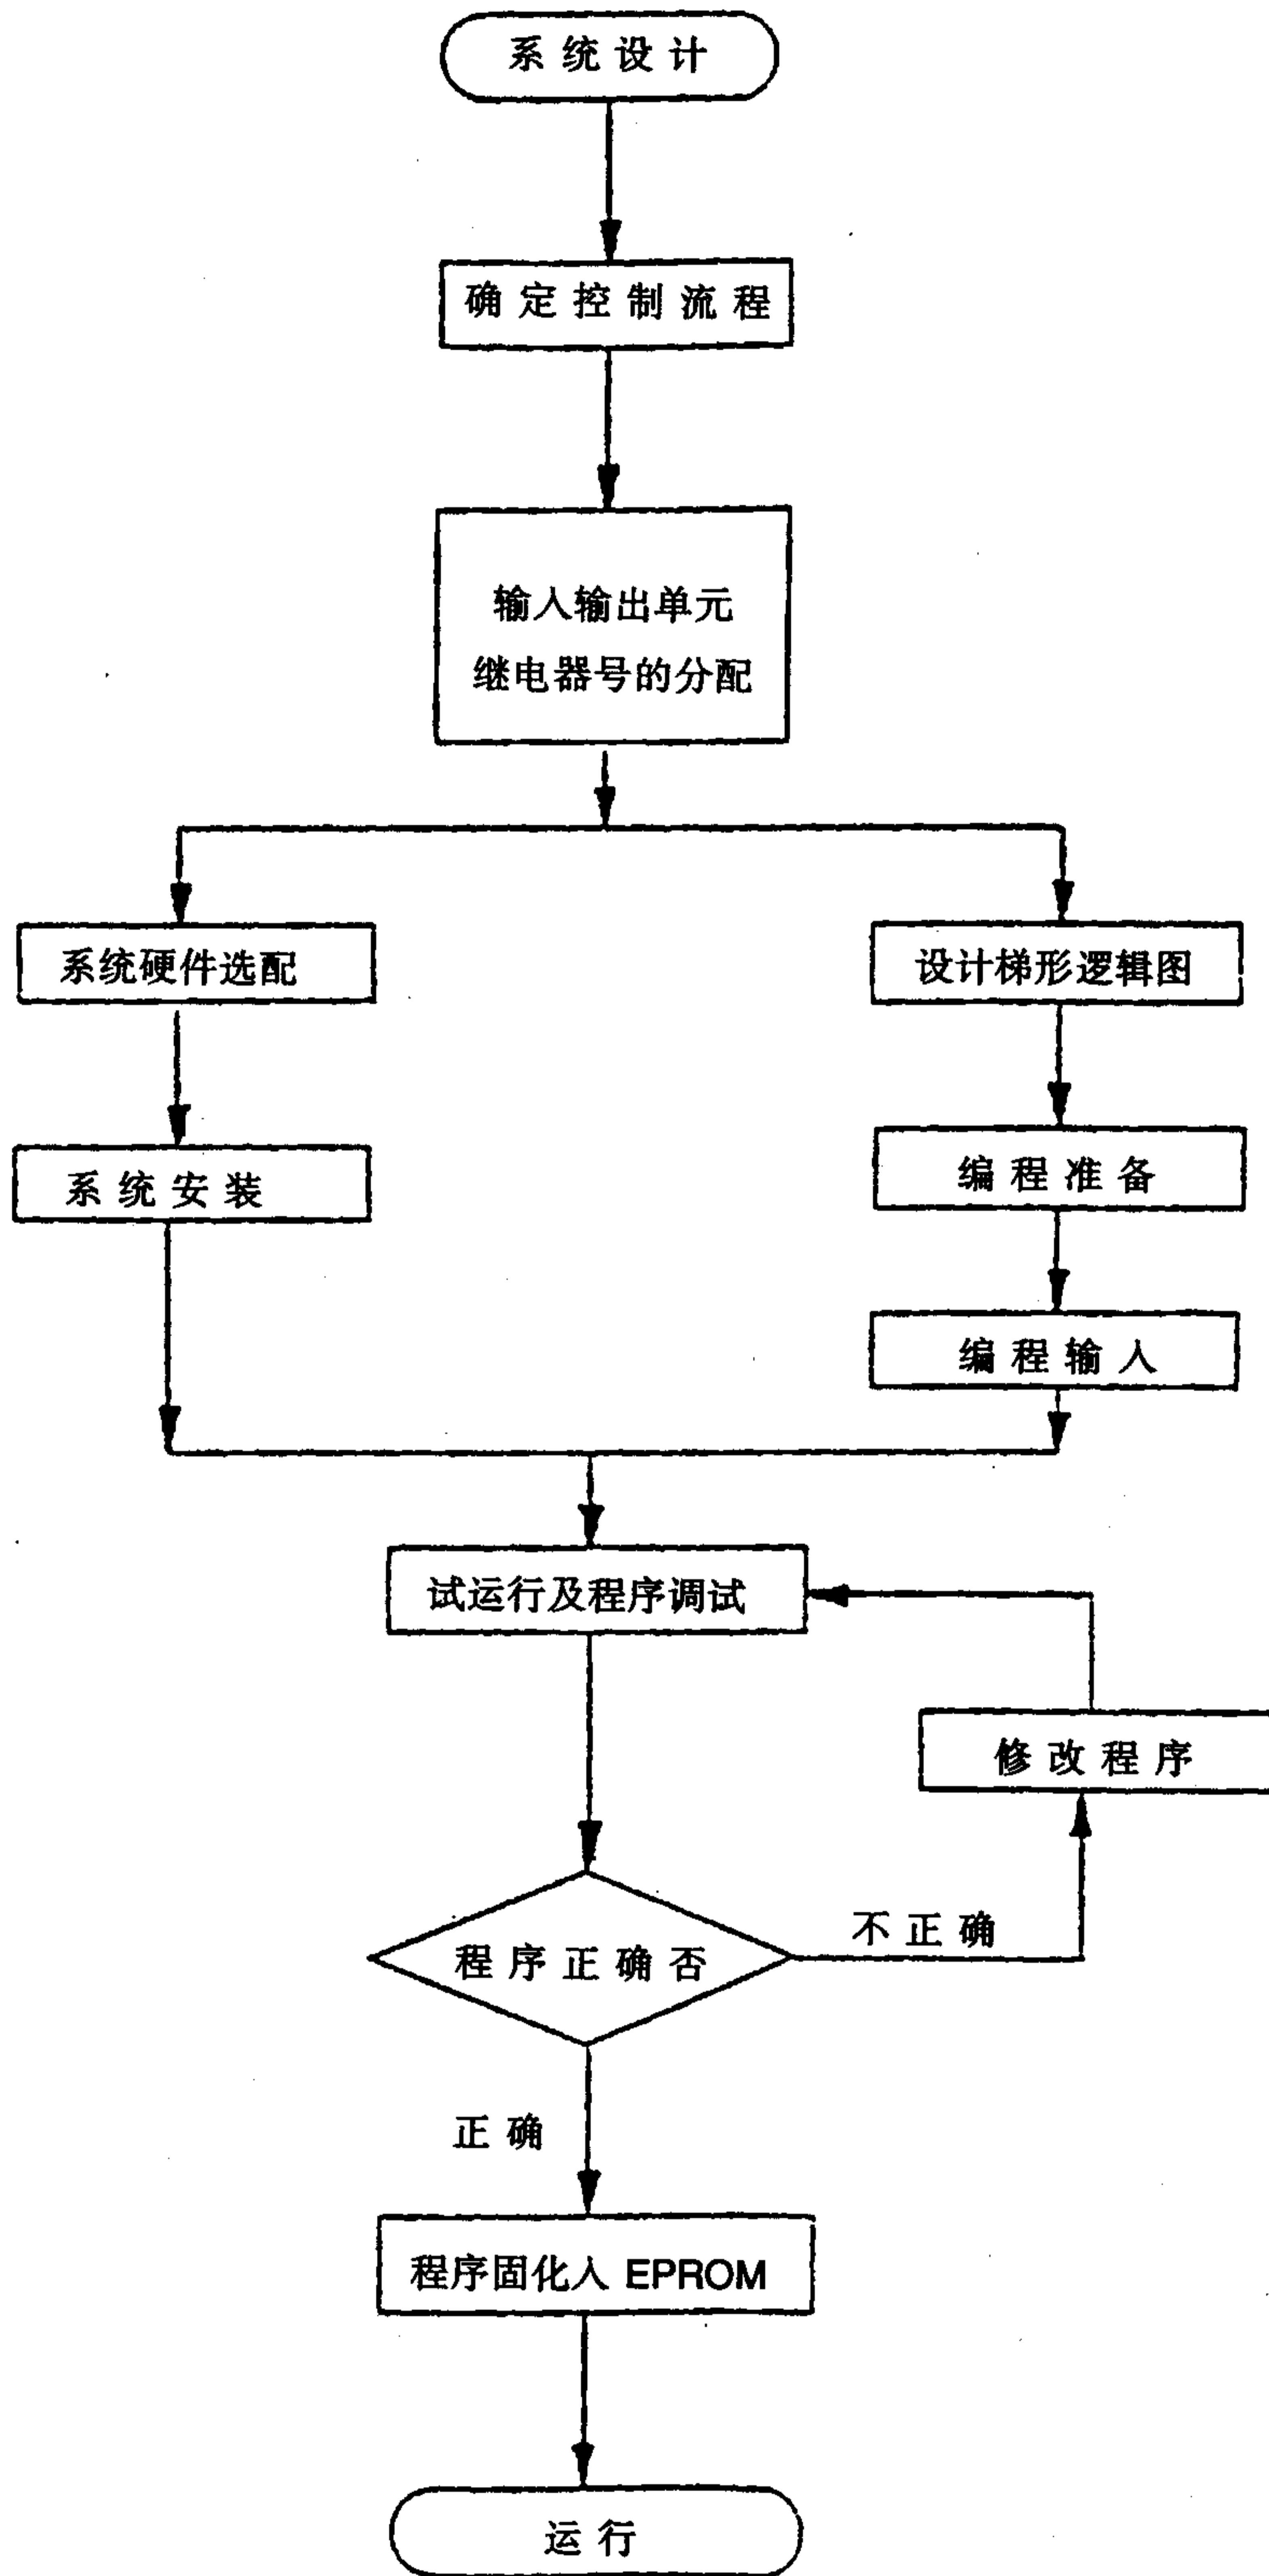 系统设计
确定控制流程
输入输出单元
继电器号的分配
系统硬件选配
设计梯形逻辑图
系统安装
编程准备
编程输入
试运行及程序调试
修改程序
不正确
程序正确否
正确
程序固化入 EPROM
运行